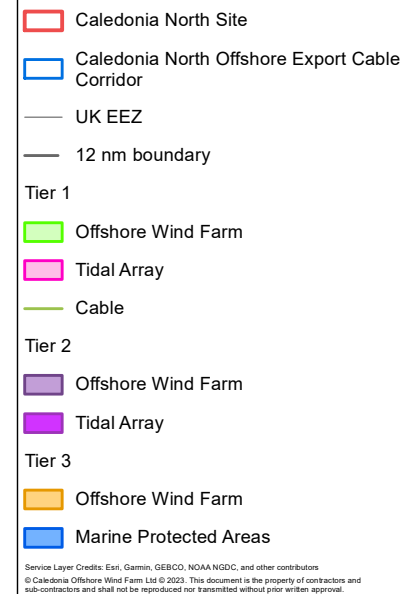 Caledonia North Site
Caledonia North Offshore Export Cable
Corridor
UK EEZ
12 nm boundary
Tier 1
Offshore Wind Farm
Tidal Array
Cable
Tier 2
Offshore Wind Farm
Tidal Array
Tier 3
Offshore Wind Farm
Marine Protected Areas
Service Layer Credits: Esri, Garmin, GEBCO, NOAA NGDC, and other contributors
© Caledonia Offshore Wind Farm Ltd © 2023. This document is the property of contractors and
sub-contractors and shall not be reproduced nor transmitted without prior written approval.